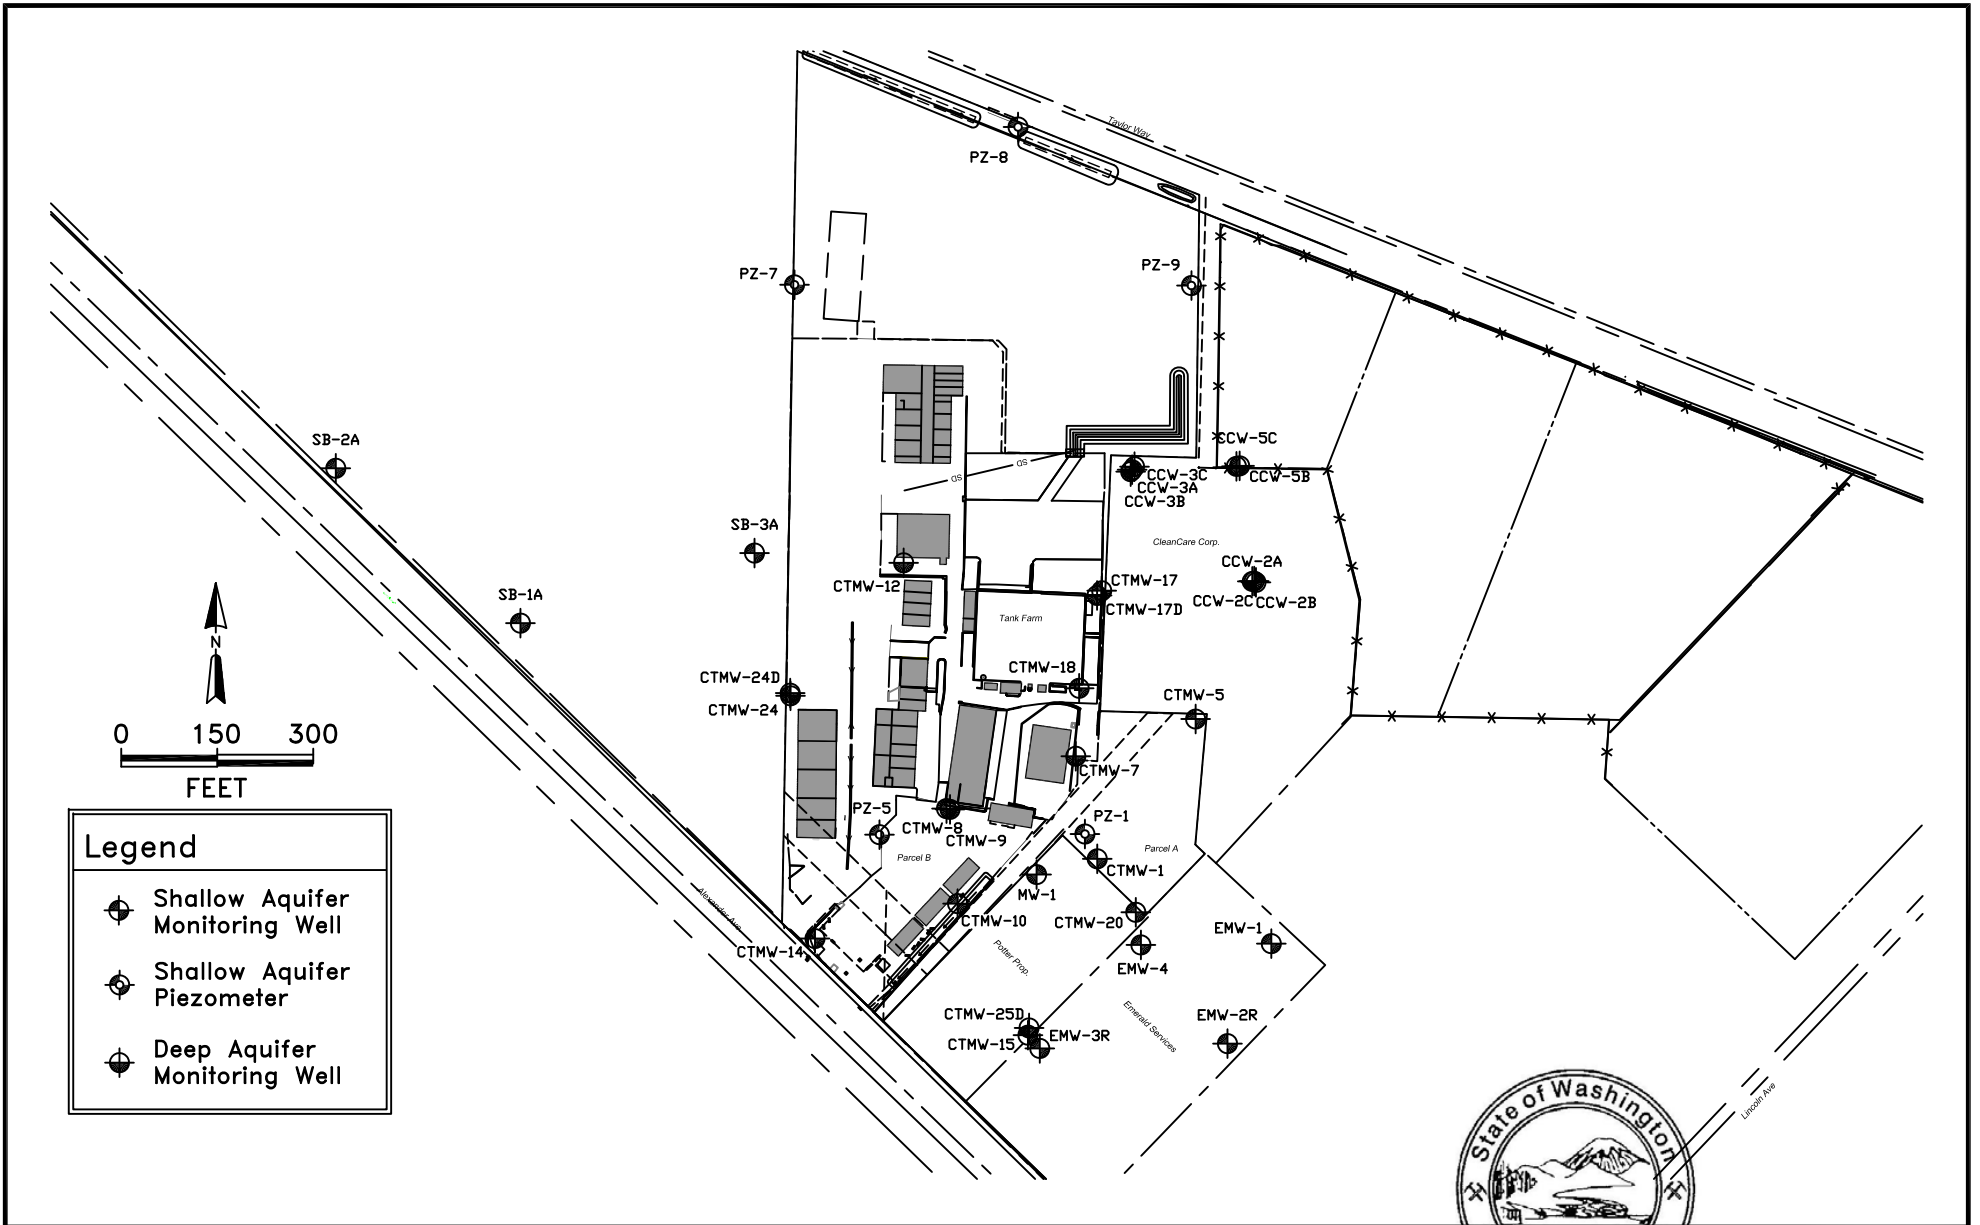 Taylor Way
PZ-8
PZ-7
PZ-9
SB-2A
CCW-5C
SD
SD
CCW-3C
CCW-5B
CCW-3A
CCW-3B
SB-3A
CleanCare Corp.
CCW-2A
CTMW-17
CTMW-12
SB-1A
CCW-2C
CCW-2B
CTMW-17D
Tank Farm
N
CTMW-18
CTMW-24D
CTMW-5
CTMW-24
0 150 300
FEET
CTMW-7
PZ-5
PZ-1
CTMW-8
CTMW-9
Parcel A
Parcel B
CTMW-1
MW-1
Alexander Ave
CTMW-10
CTMW-20
EMW-1
CTMW-14
Potter Prop.
EMW-4
CTMW-25D
EMW-2R
Emerald Services
EMW-3R
CTMW-15
Lincoln Ave
Legend
Shallow Aquifer
Monitoring Well
Shallow Aquifer
Piezometer
Deep Aquifer
Monitoring Well
State of Washington